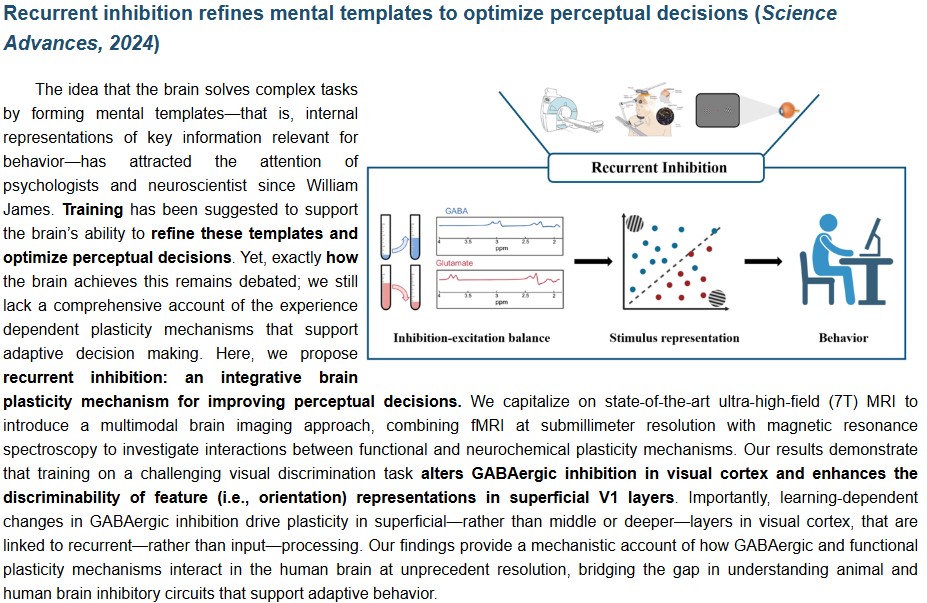 Recurrent inhibition refines mental templates to optimize perceptual decisions (Science
Advances, 2024)
The idea that the brain solves complex tasks
by forming mental templates—that is, internal
representations of key information relevant for
behavior—has attracted the attention of
psychologists and neuroscientist since William
James. Training has been suggested to support
the brain's ability to refine these templates and
optimize perceptual decisions. Yet, exactly how
the brain achieves this remains debated; we still
lack a comprehensive account of the experience
dependent plasticity mechanisms that support
adaptive decision making. Here, we propose
recurrent inhibition: an integrative brain
plasticity mechanism for improving perceptual decisions. We capitalize on state-of-the-art ultra-high-field (7T) MRI to
introduce a multimodal brain imaging approach, combining fMRI at submillimeter resolution with magnetic resonance
spectroscopy to investigate interactions between functional and neurochemical plasticity mechanisms. Our results demonstrate
that training on a challenging visual discrimination task alters GABAergic inhibition in visual cortex and enhances the
discriminability of feature (i.e., orientation) representations in superficial V1 layers. Importantly, learning-dependent
changes in GABAergic inhibition drive plasticity in superficial—rather than middle or deeper—layers in visual cortex, that are
linked to recurrent—rather than input—processing. Our findings provide a mechanistic account of how GABAergic and functional
plasticity mechanisms interact in the human brain at unprecedent resolution, bridging the gap in understanding animal and
human brain inhibitory circuits that support adaptive behavior.
Recurrent Inhibition
GABA
4 3.5 3 2.5 2
ppm
Glutamate
4 3.5 3 2.5 2
ppm
Inhibition-excitation balance
Stimulus representation
Behavior